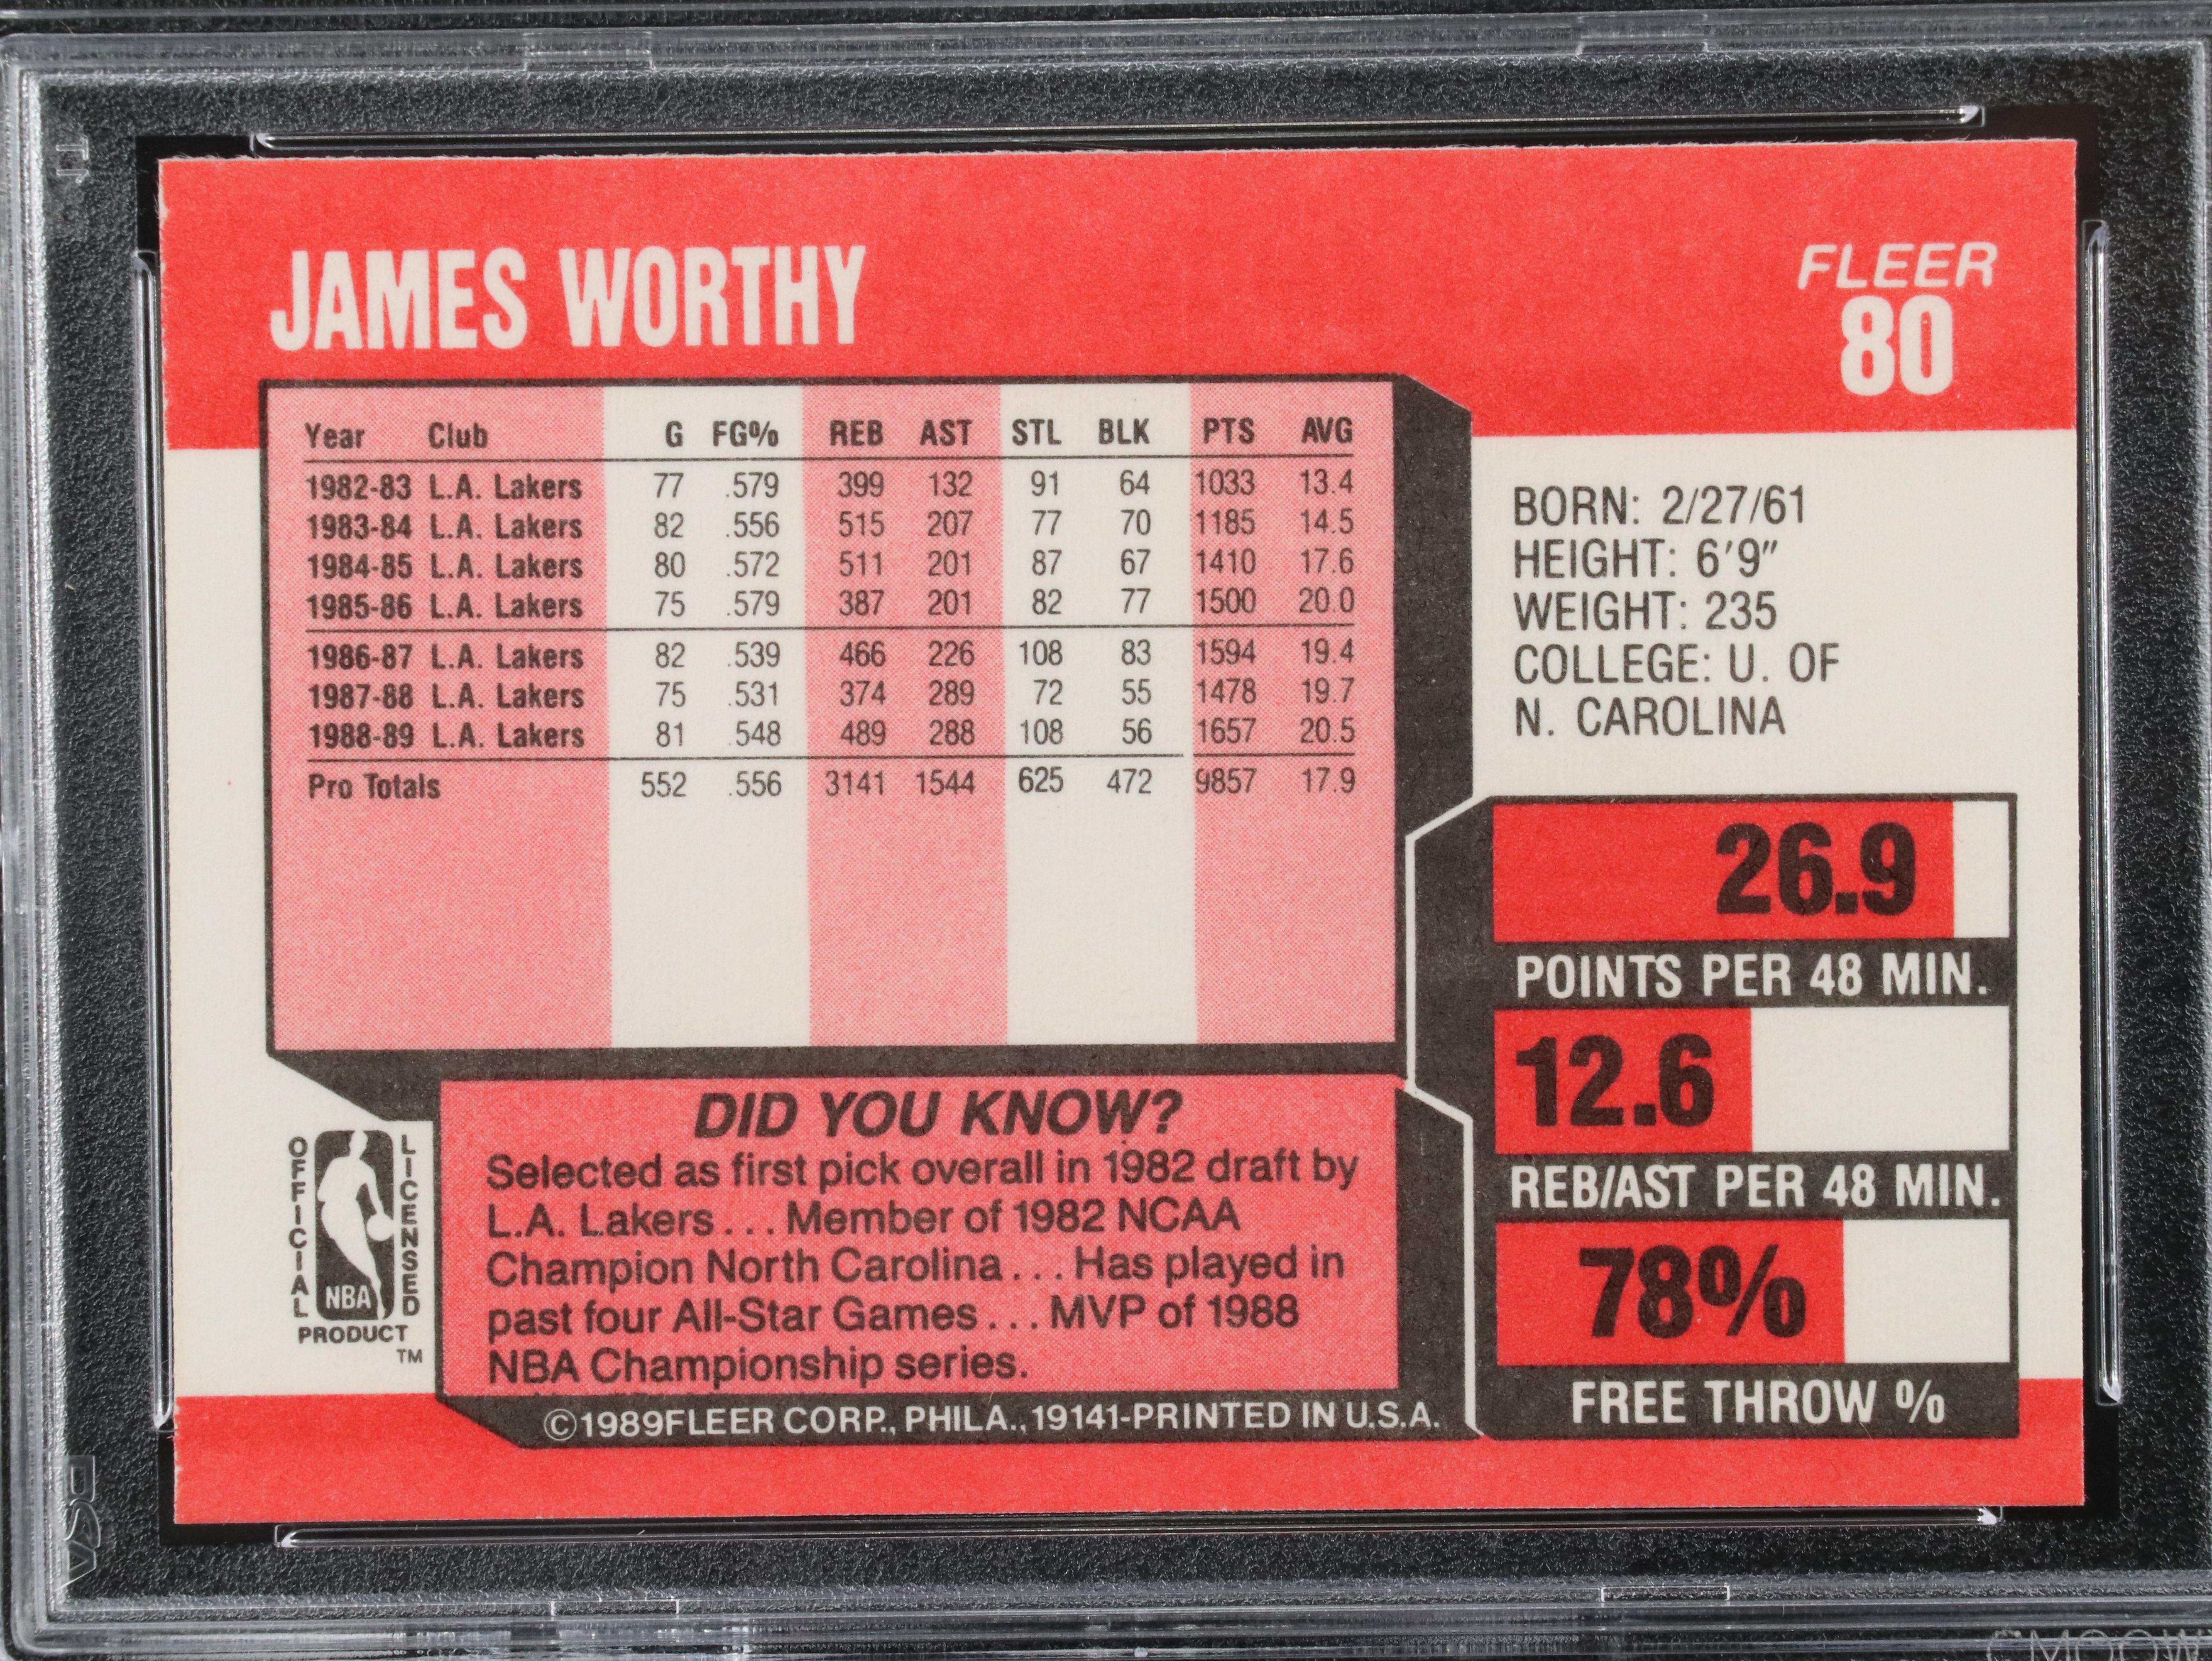 JAMES WORTHY
FLEER
80
Year Club G FG% REB AST STL BLK PTS AVG
1982-83 L.A. Lakers 77 .579 399 132 91 64 1033 13.4
1983-84 L.A. Lakers 82 .556 515 207 77 70 1185 14.5
1984-85 L.A. Lakers 80 .572 511 201 87 67 1410 17.6
1985-86 L.A. Lakers 75 .579 387 201 82 77 1500 20.0
1986-87 L.A. Lakers 82 .539 466 226 108 83 1594 19.4
1987-88 L.A. Lakers 75 .531 374 289 72 55 1478 19.7
1988-89 L.A. Lakers 81 .548 489 288 108 56 1657 20.5
Pro Totals 552 .556 3141 1544 625 472 9857 17.9
BORN: 2/27/61
HEIGHT: 6'9"
WEIGHT: 235
COLLEGE: U. OF
N. CAROLINA
26.9
POINTS PER 48 MIN.
12.6
REB/AST PER 48 MIN.
78%
FREE THROW %
DID YOU KNOW?
Selected as first pick overall in 1982 draft by
L.A. Lakers... Member of 1982 NCAA
Champion North Carolina... Has played in
past four All-Star Games... MVP of 1988
NBA Championship series.
OFFICIAL
LICENSED
NBA
PRODUCT
TM
©1989FLEER CORP., PHILA., 19141-PRINTED IN U.S.A.